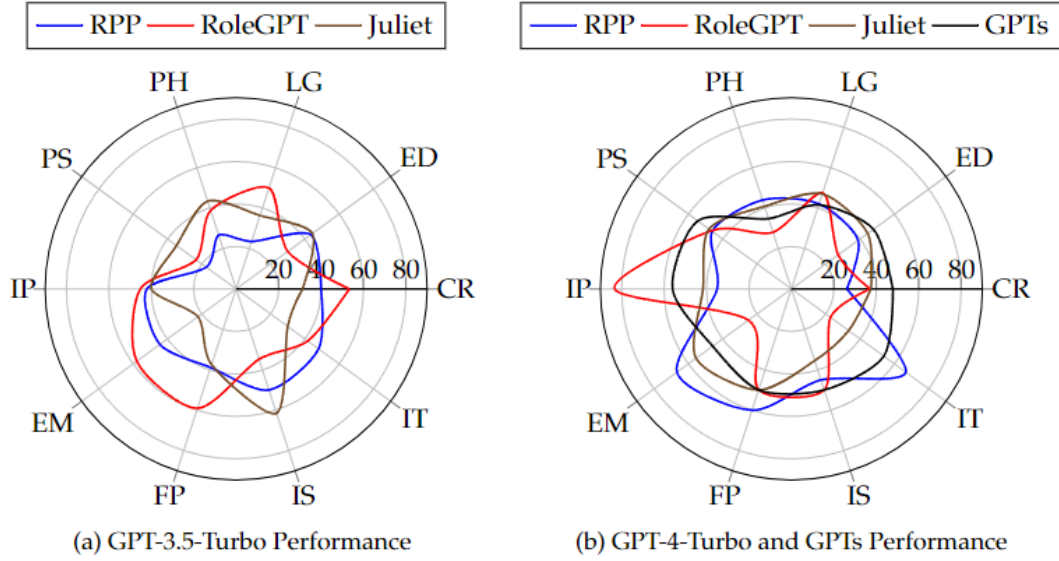 RPP RoleGPT Juliet
PH LG
PS ED
IP 20 40 60 80 CR
EM IT
FP IS
(a) GPT-3.5-Turbo Performance
RPP RoleGPT Juliet GPTs
PH LG
PS ED
IP 20 40 60 80 CR
EM IT
FP IS
(b) GPT-4-Turbo and GPTs Performance